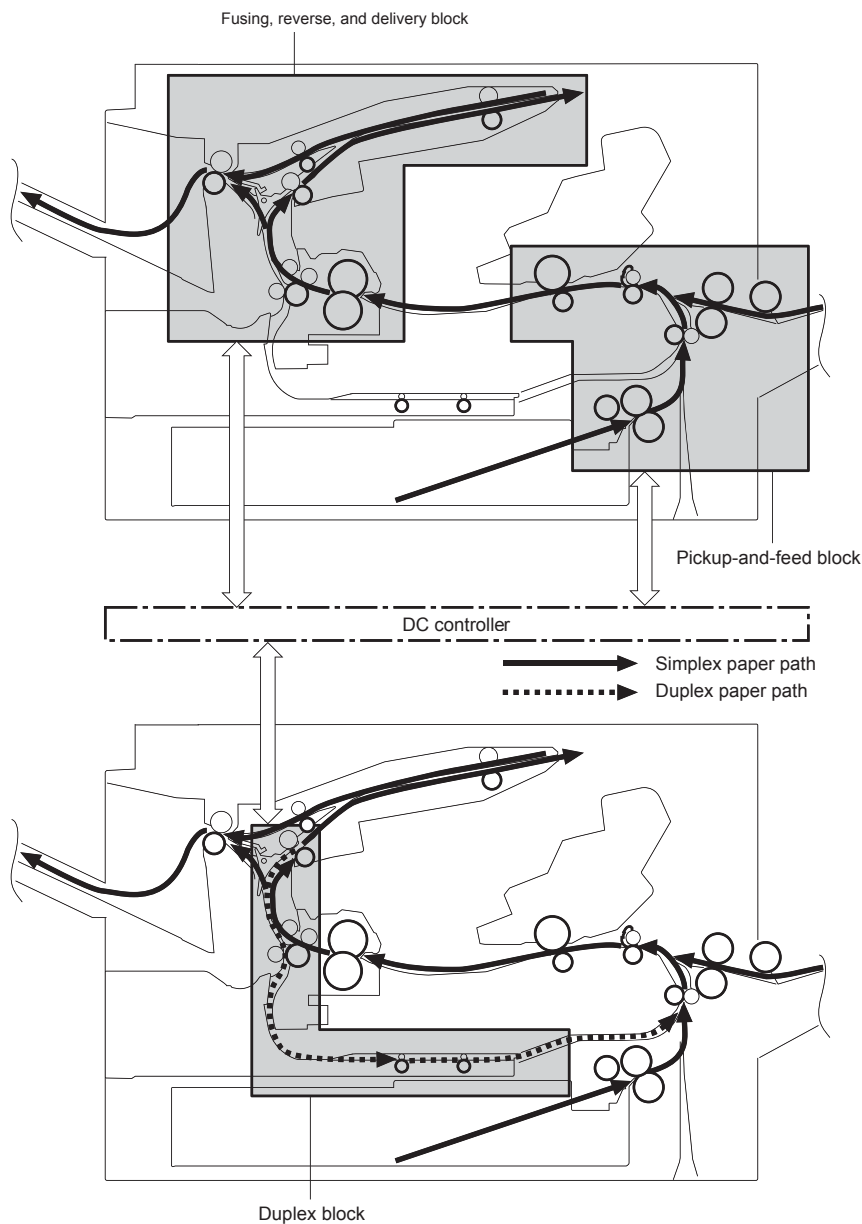 Fusing, reverse, and delivery block
Pickup-and-feed block
DC controller
Simplex paper path
Duplex paper path
Duplex block